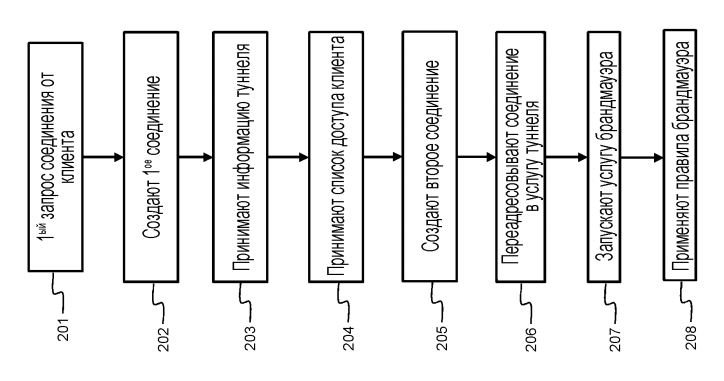 1ый запрос соединения от
клиента
201
Создают 1ое соединение
202
Принимают информацию туннеля
203
Принимают список доступа клиента
204
Создают второе соединение
205
Переадресовывают соединение
в услугу туннеля
206
Запускают услугу брандмауэра
207
Применяют правила брандмауэра
208